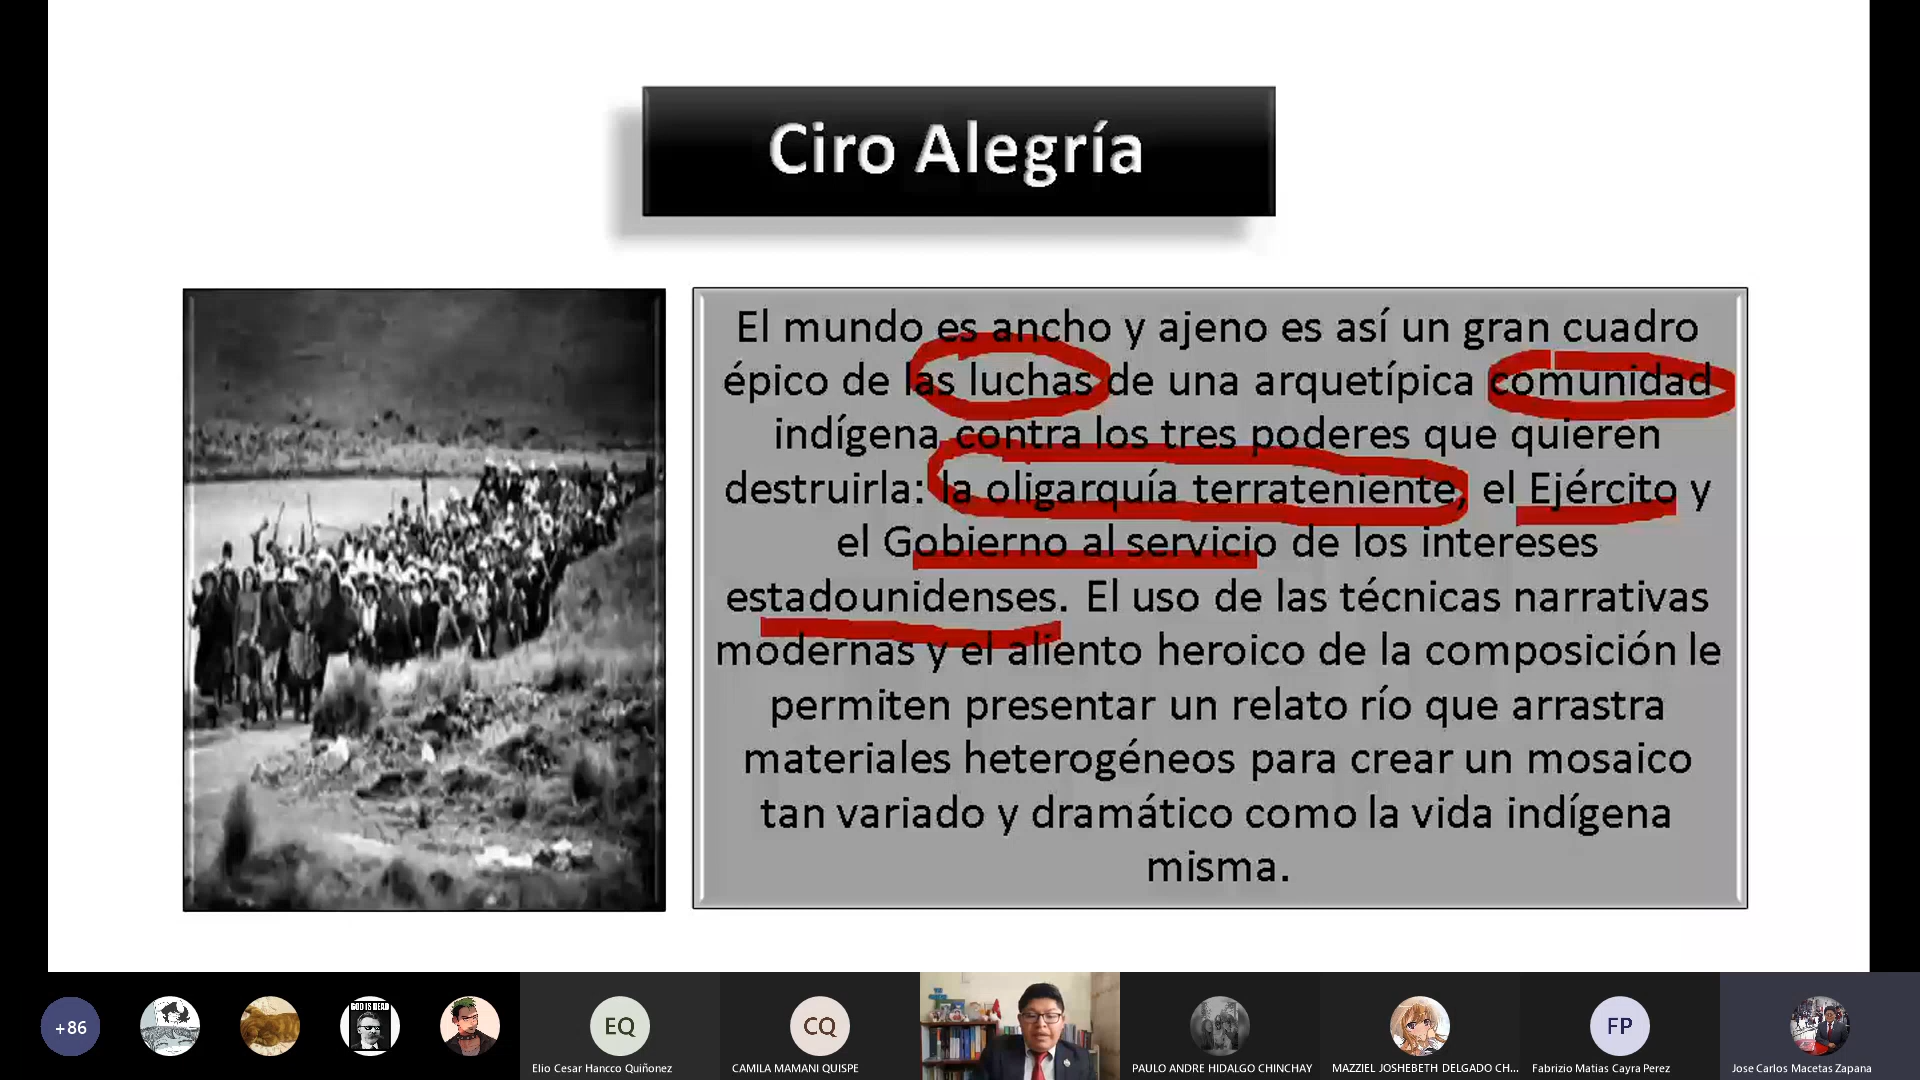 Ciro Alegría
El mundo es ancho y ajeno es así un gran cuadro
épico de las luchas de una arquetípica comunidad
indígena contra los tres poderes que quieren
destruirla: la oligarquía terrateniente, el Ejército y
el Gobierno al servicio de los intereses
estadounidenses. El uso de las técnicas narrativas
modernas y el aliento heroico de la composición le
permiten presentar un relato río que arrastra
materiales heterogéneos para crear un mosaico
tan variado y dramático como la vida indígena
misma.
+86
GOD IS DEAD
EQ
Elio Cesar Hancco Quiñonez
CQ
CAMILA MAMANI QUISPE
PAULO ANDRE HIDALGO CHINCHAY
MAZZIEL JOSHEBETH DELGADO CH...
FP
Fabrizio Matias Cayra Perez
Jose Carlos Macetas Zapana